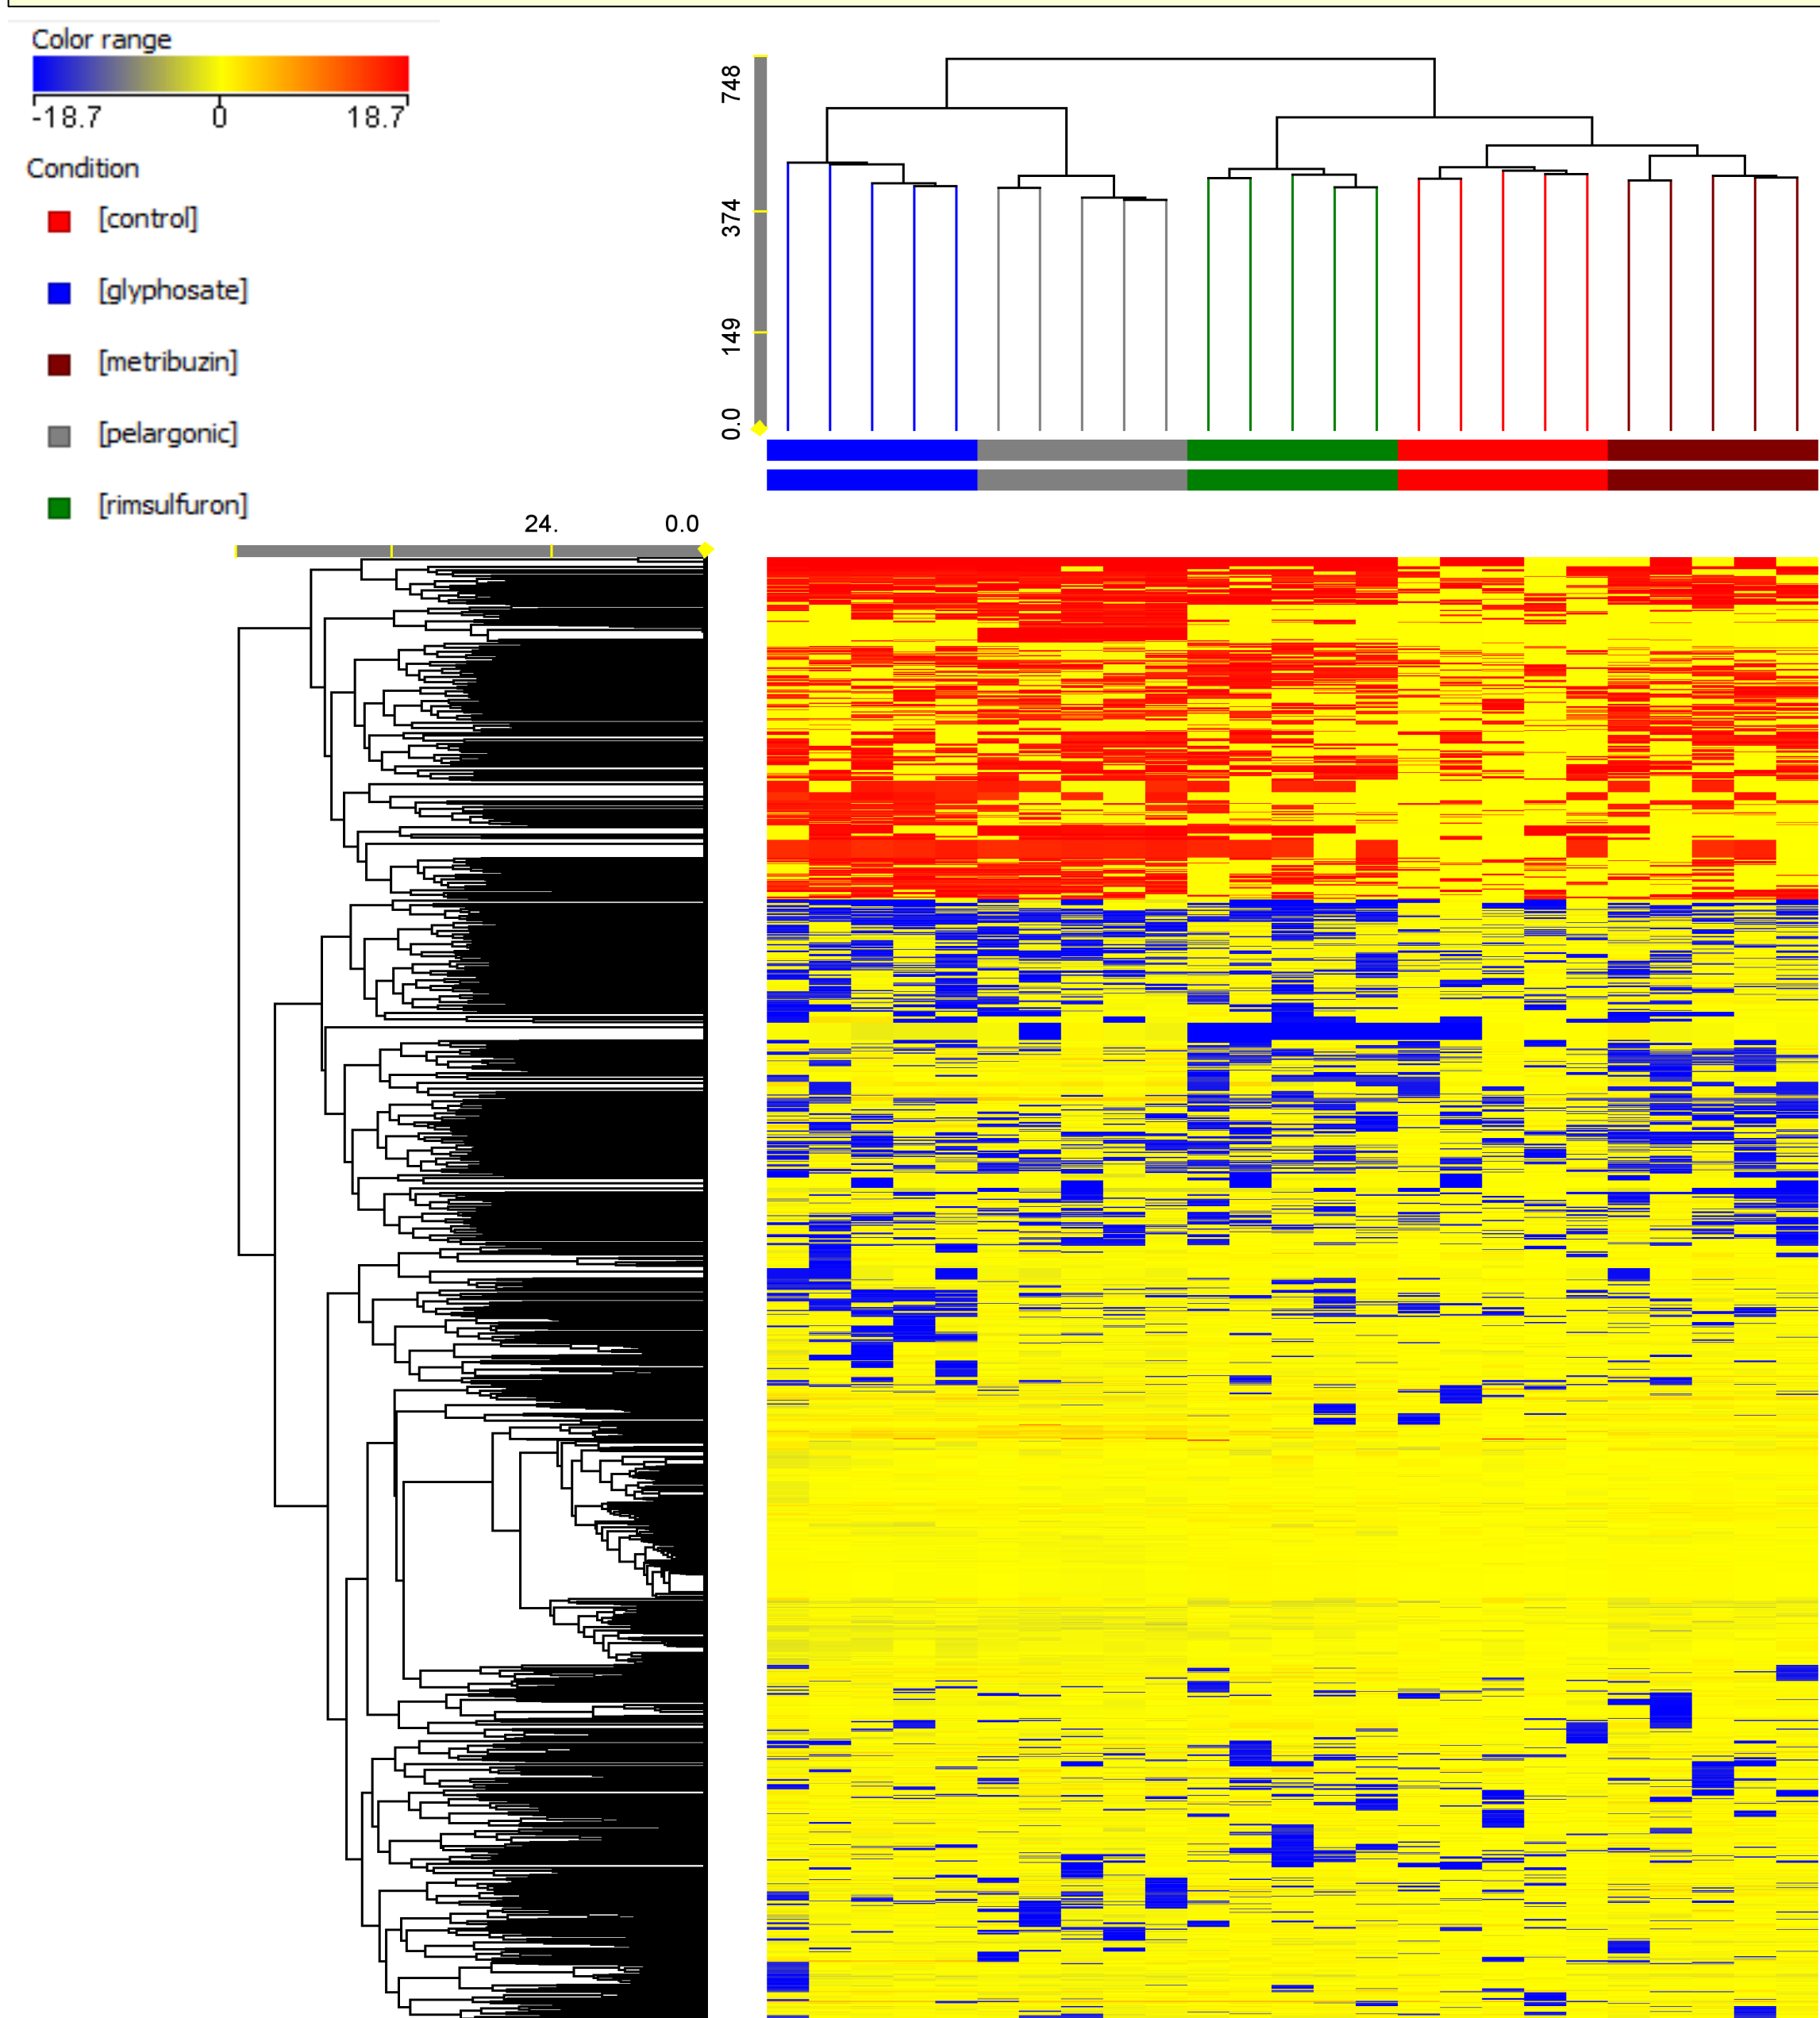 Color range
-18.7 0 18.7
Condition
[control]
[glyphosate]
[metribuzin]
[pelargonic]
[rimsulfuron]
748
374
149
0.0
24. 0.0